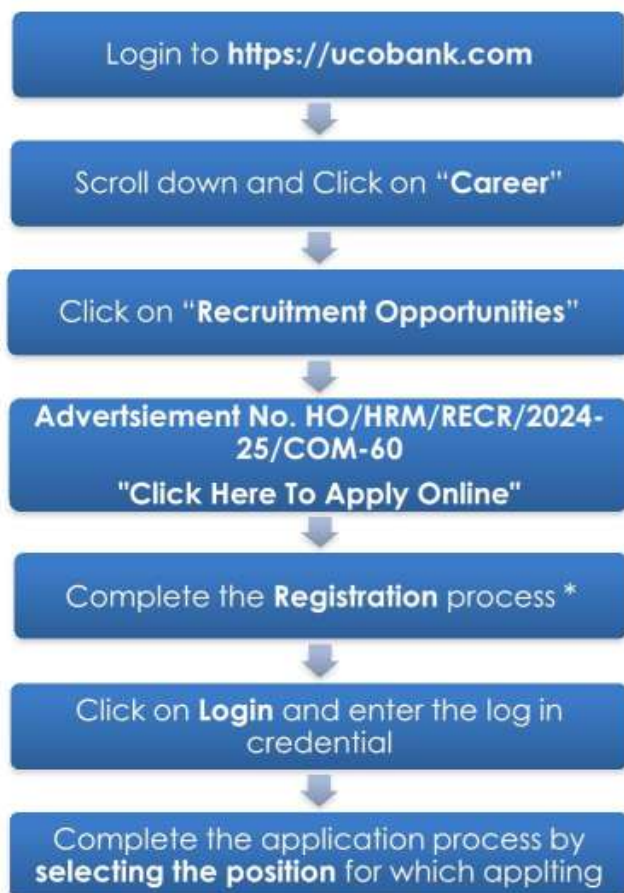 Login to https://ucobank.com
Scroll down and Click on “Career”
Click on “Recruitment Opportunities”
Advertsiement No. HO/HRM/RECR/2024-
25/COM-60
"Click Here To Apply Online"
Complete the Registration process *
Click on Login and enter the log in
credential
Complete the application process by
selecting the position for which applting